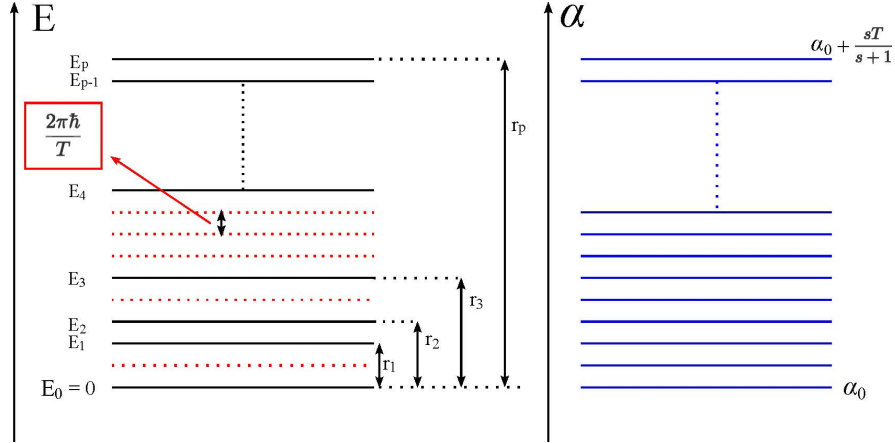 E
α
α₀ + sT/(s+1)
Eₚ
Eₚ₋₁
2πħ/T
rₚ
E₄
E₃
r₃
E₂
E₁
r₂
r₁
E₀ = 0
α₀